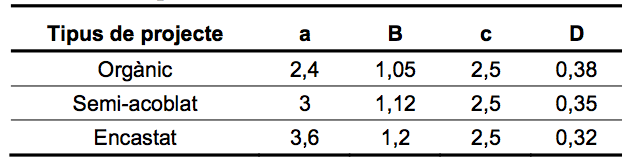 Tipus de projecte a B c D
Orgànic 2,4 1,05 2,5 0,38
Semi-acoblat 3 1,12 2,5 0,35
Encastat 3,6 1,2 2,5 0,32